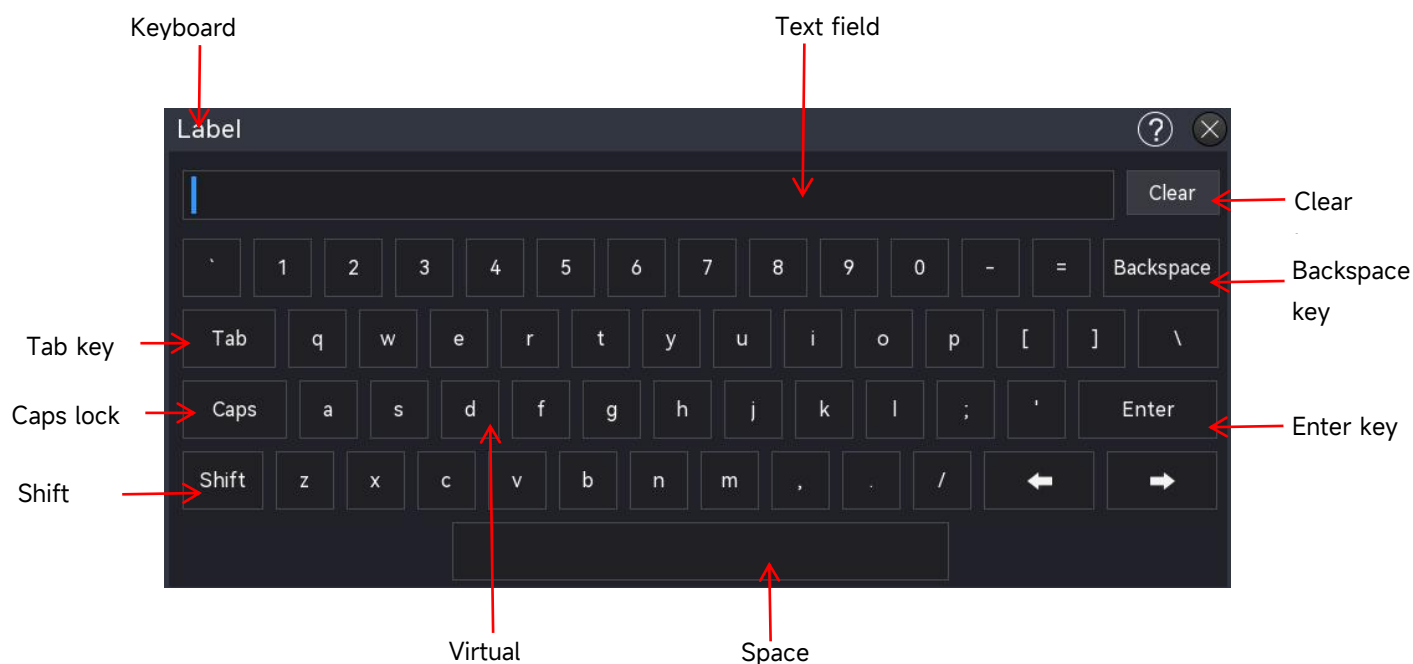 Keyboard
Text field
Label
?
Clear
Clear
` 1 2 3 4 5 6 7 8 9 0 - = Backspace
Backspace
key
Tab q w e r t y u i o p [ ] \
Tab key
Caps a s d f g h j k l ; ' Enter
Caps lock
Enter key
Shift z x c v b n m , . /
Shift
Virtual
Space